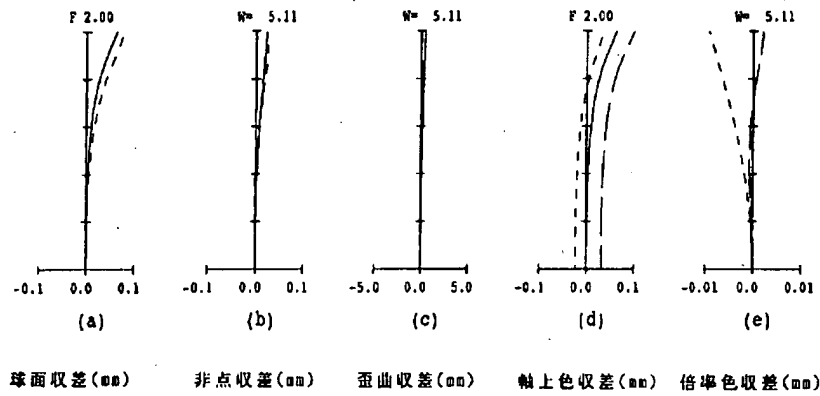 F 2.00 W= 5.11 W= 5.11 F 2.00 W= 5.11
-0.1 0.0 0.1 -0.1 0.0 0.1 -5.0 0.0 5.0 -0.1 0.0 0.1 -0.01 0.0 0.01
(a) (b) (c) (d) (e)
球面収差(mm) 非点収差(mm) 歪曲収差(mm) 軸上色収差(mm) 倍率色収差(mm)